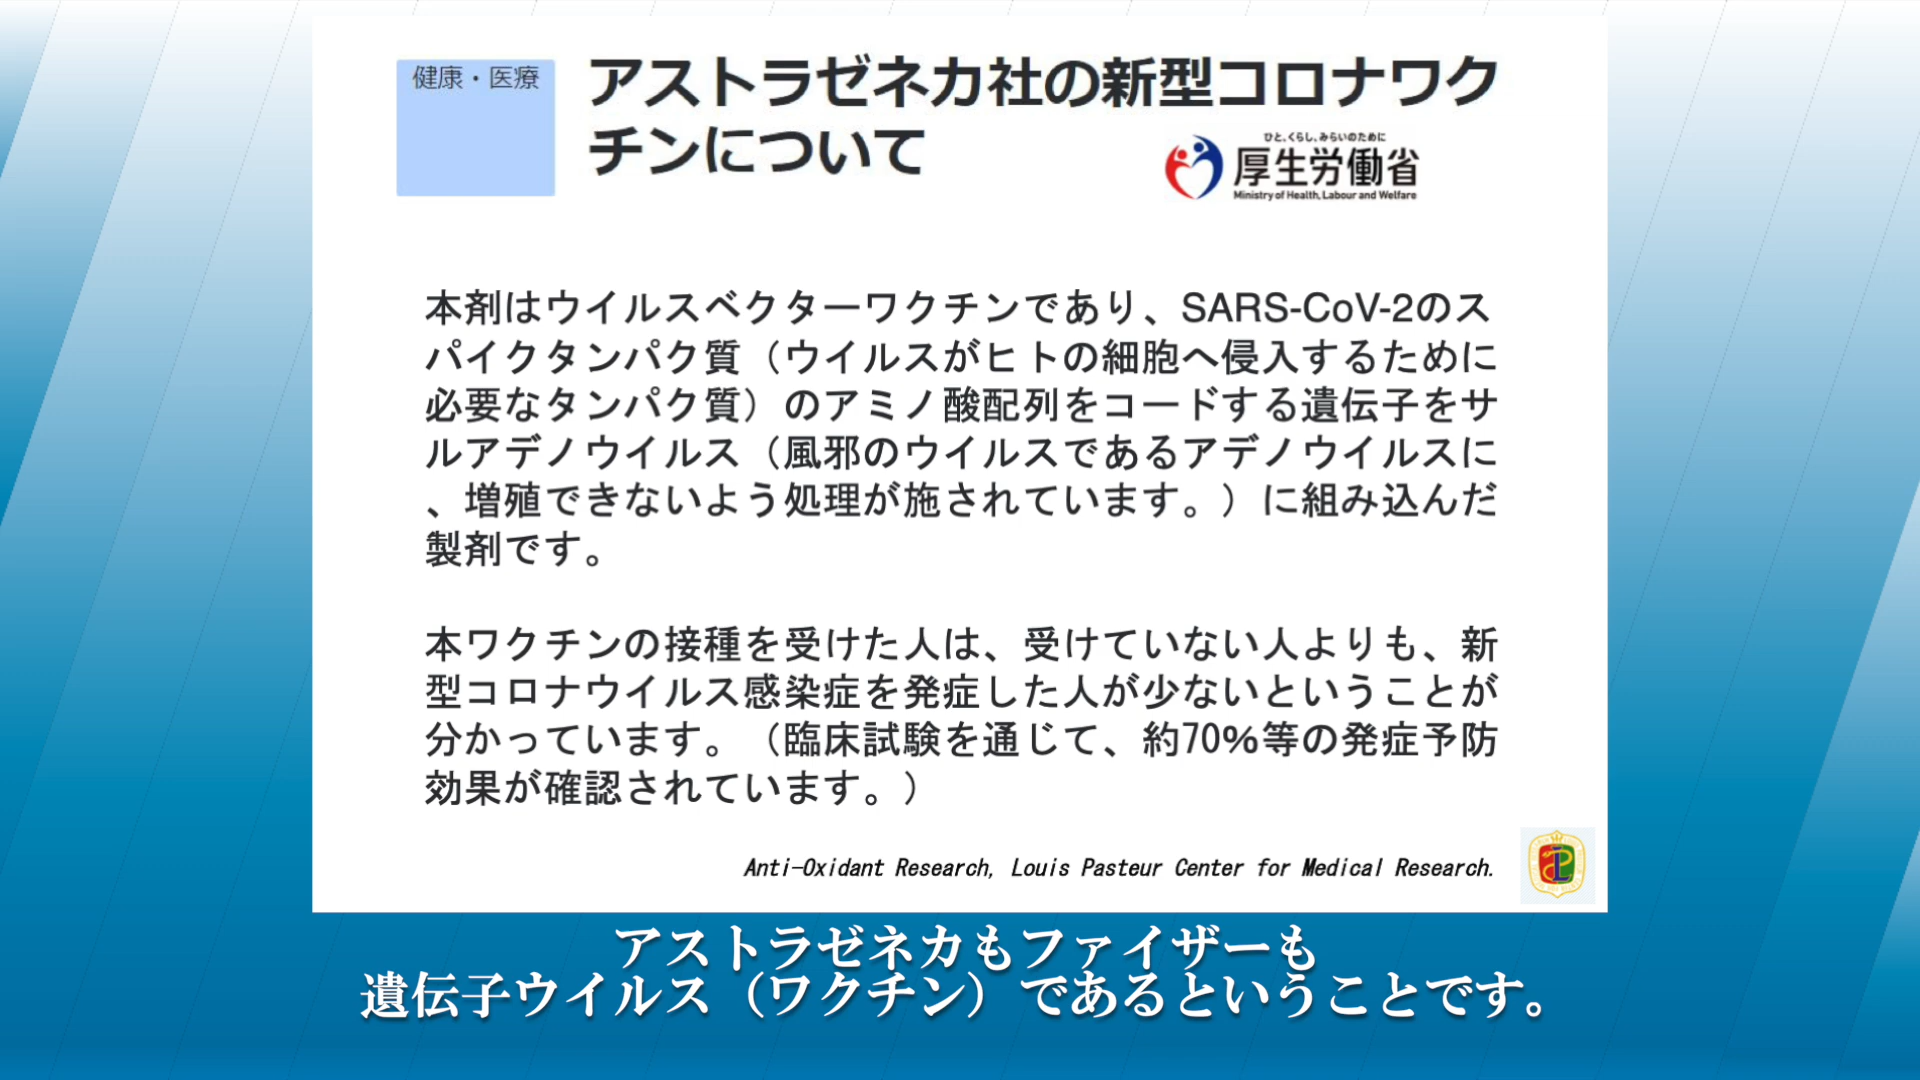 健康・医療
アストラゼネカ社の新型コロナワク
チンについて
ひと、くらし、みらいのために
厚生労働省
Ministry of Health, Labour and Welfare
本剤はウイルスベクターワクチンであり、SARS-CoV-2のス
パイクタンパク質（ウイルスがヒトの細胞へ侵入するために
必要なタンパク質）のアミノ酸配列をコードする遺伝子をサ
ルアデノウイルス（風邪のウイルスであるアデノウイルスに
、増殖できないよう処理が施されています。）に組み込んだ
製剤です。
本ワクチンの接種を受けた人は、受けていない人よりも、新
型コロナウイルス感染症を発症した人が少ないということが
分かっています。（臨床試験を通じて、約70%等の発症予防
効果が確認されています。）
Anti-Oxidant Research, Louis Pasteur Center for Medical Research.
アストラゼネカもファイザーも
遺伝子ウイルス（ワクチン）であるということです。